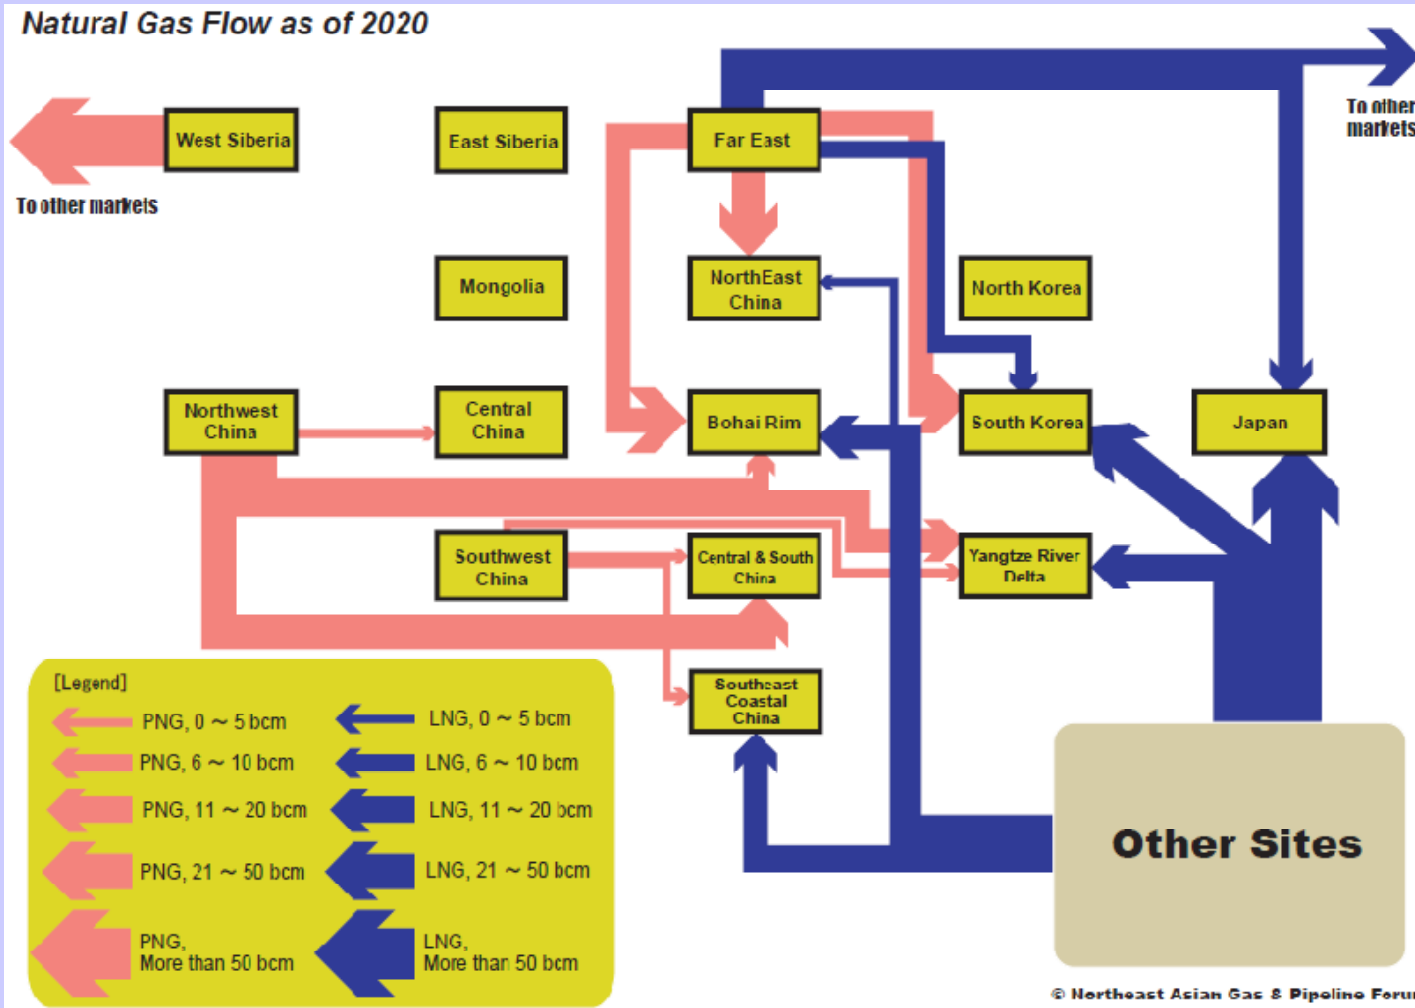 Natural Gas Flow as of 2020
To other
markets
West Siberia
East Siberia
Far East
To other markets
Mongolia
NorthEast
China
North Korea
Northwest
China
Central
China
Bohai Rim
South Korea
Japan
Southwest
China
Central & South
China
Yangtze River
Delta
Southeast
Coastal
China
[Legend]
PNG, 0 ~ 5 bcm
LNG, 0 ~ 5 bcm
PNG, 6 ~ 10 bcm
LNG, 6 ~ 10 bcm
PNG, 11 ~ 20 bcm
LNG, 11 ~ 20 bcm
PNG, 21 ~ 50 bcm
LNG, 21 ~ 50 bcm
PNG,
More than 50 bcm
LNG,
More than 50 bcm
Other Sites
© Northeast Asian Gas & Pipeline Foru